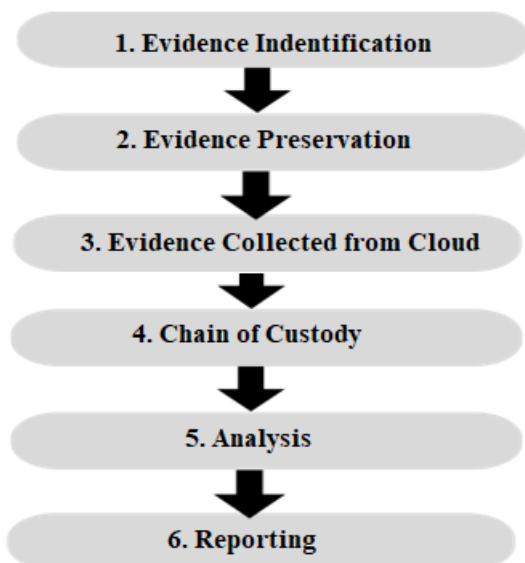 1. Evidence Indentification
2. Evidence Preservation
3. Evidence Collected from Cloud
4. Chain of Custody
5. Analysis
6. Reporting